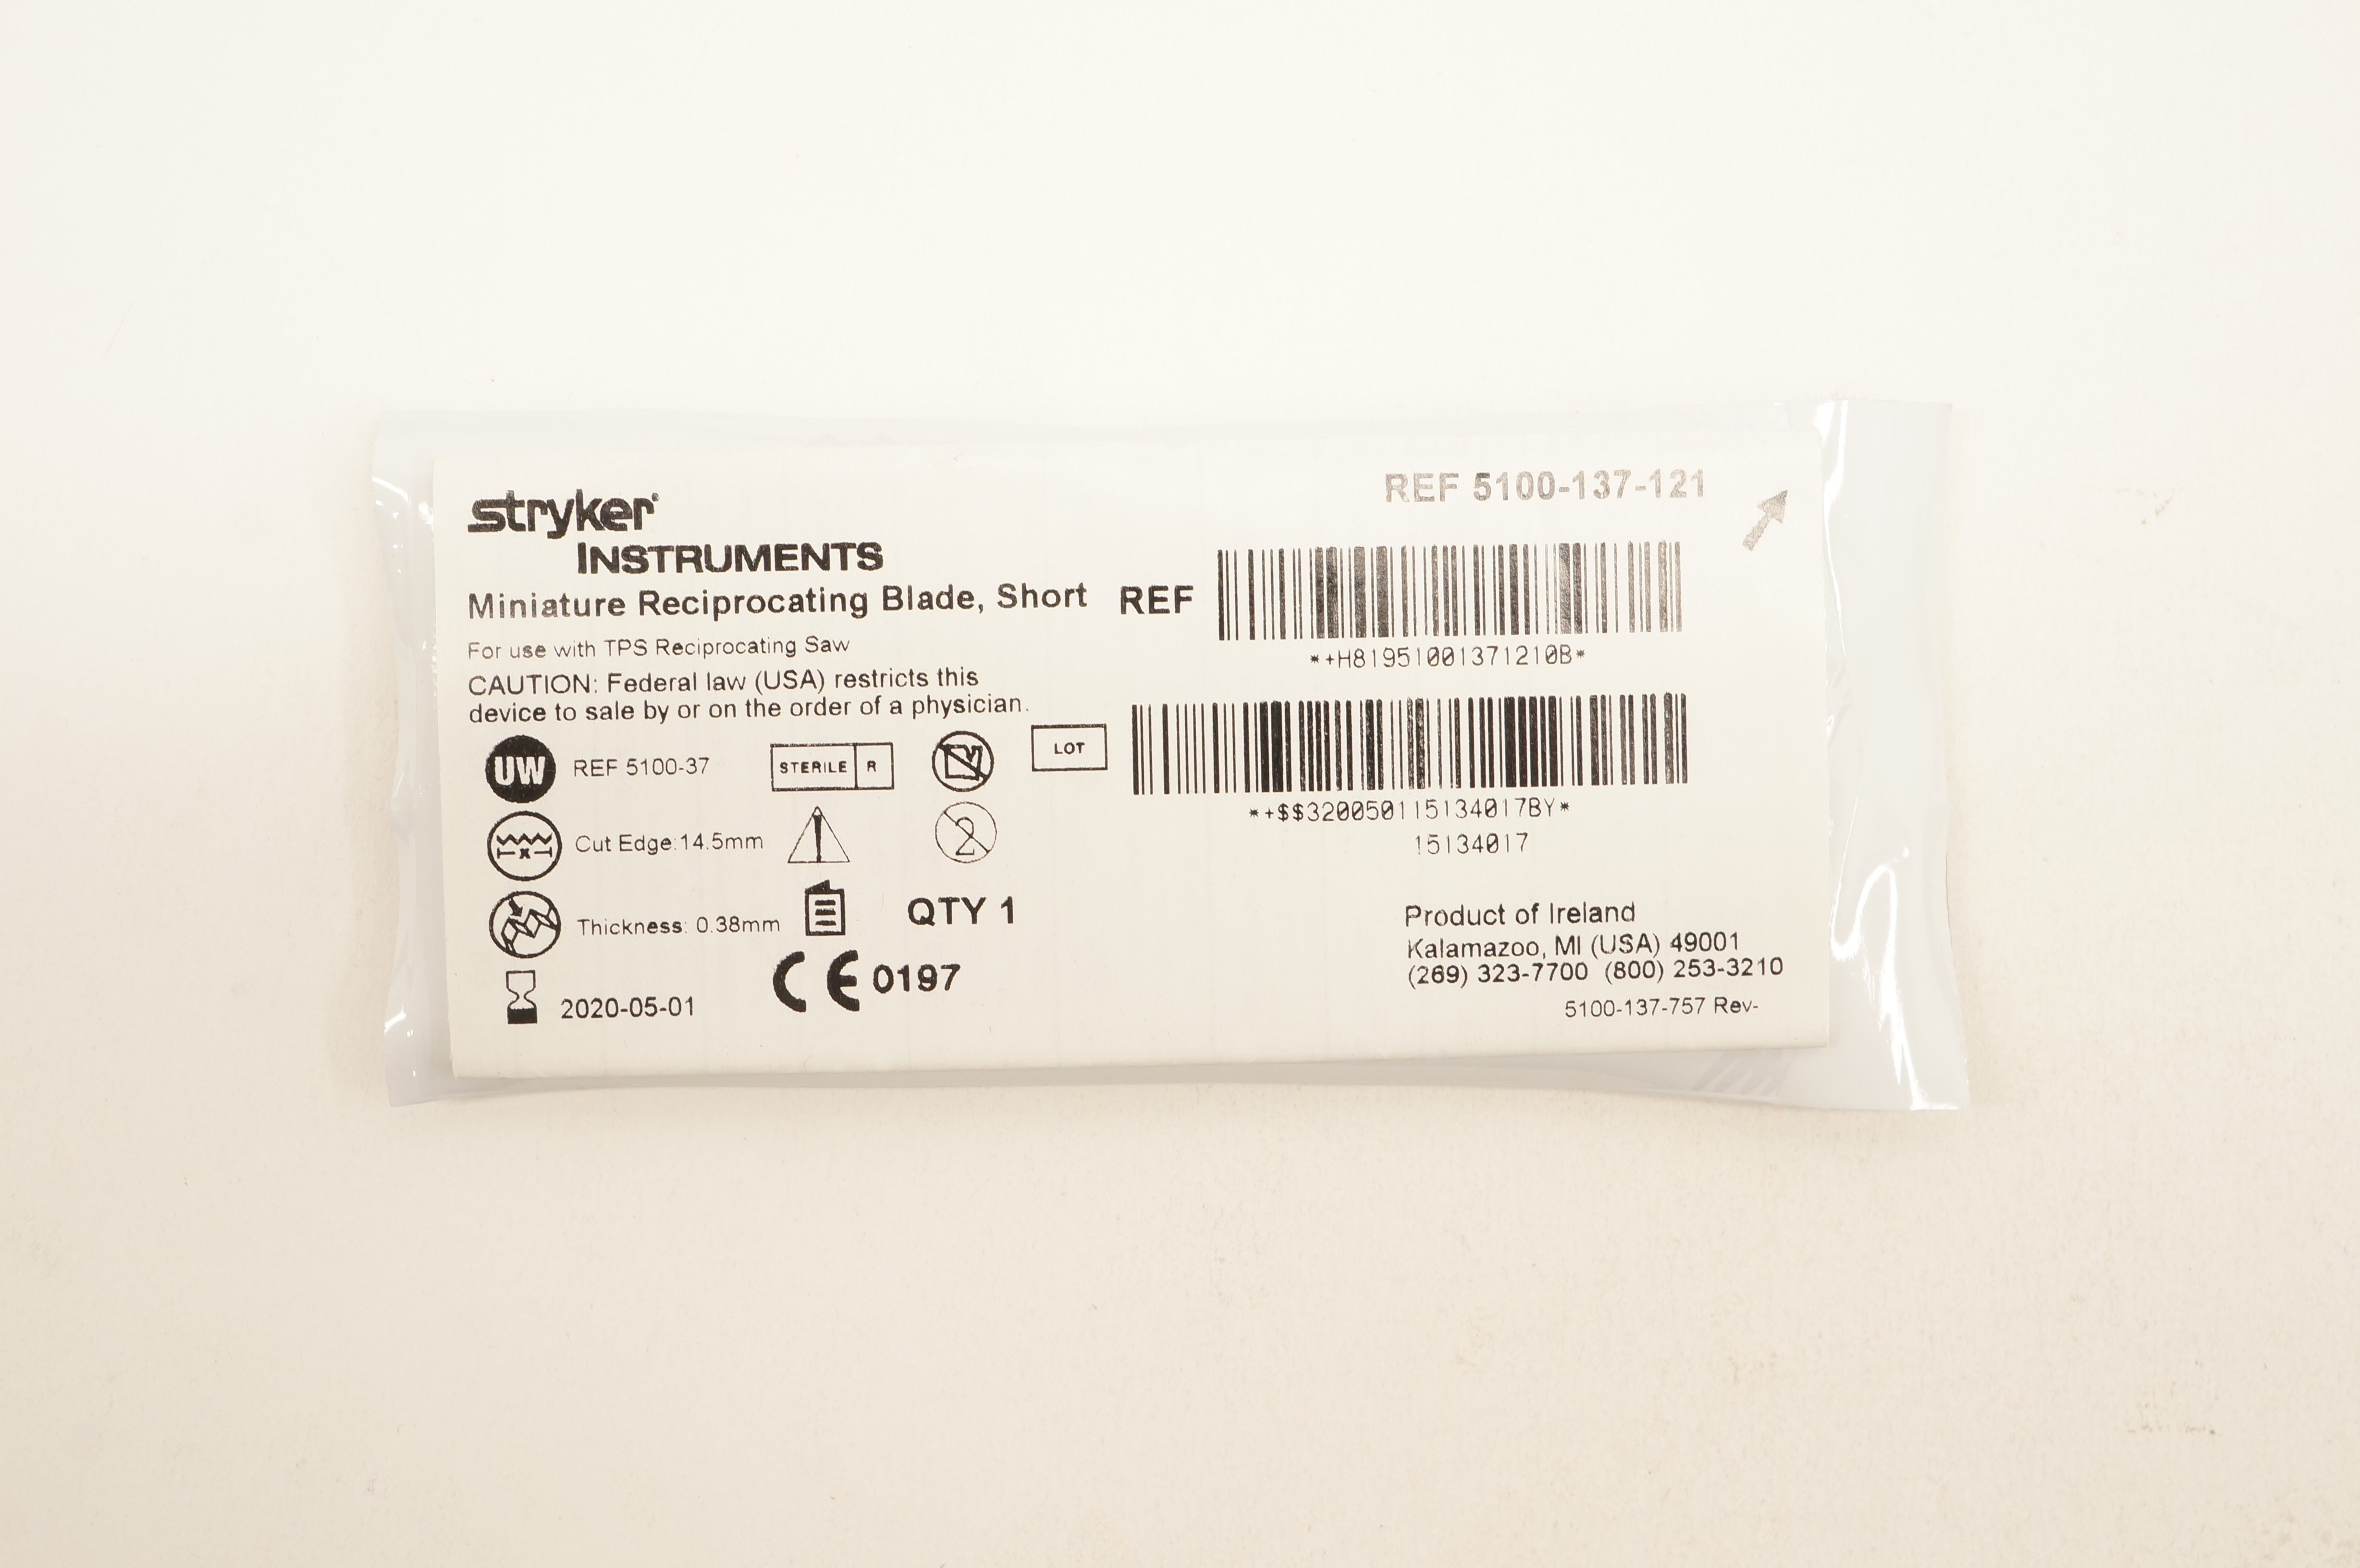 stryker
INSTRUMENTS
Miniature Reciprocating Blade, Short
For use with TPS Reciprocating Saw
CAUTION: Federal law (USA) restricts this
device to sale by or on the order of a physician.
UW REF 5100-37
STERILE R
Cut Edge:14.5mm
x
2
Thickness: 0.38mm
QTY 1
2020-05-01
CE 0197
REF 5100-137-121
REF
*+H81951001371210B*
LOT
*+$$320050115134017BY*
15134017
Product of Ireland
Kalamazoo, MI (USA) 49001
(269) 323-7700 (800) 253-3210
5100-137-757 Rev-